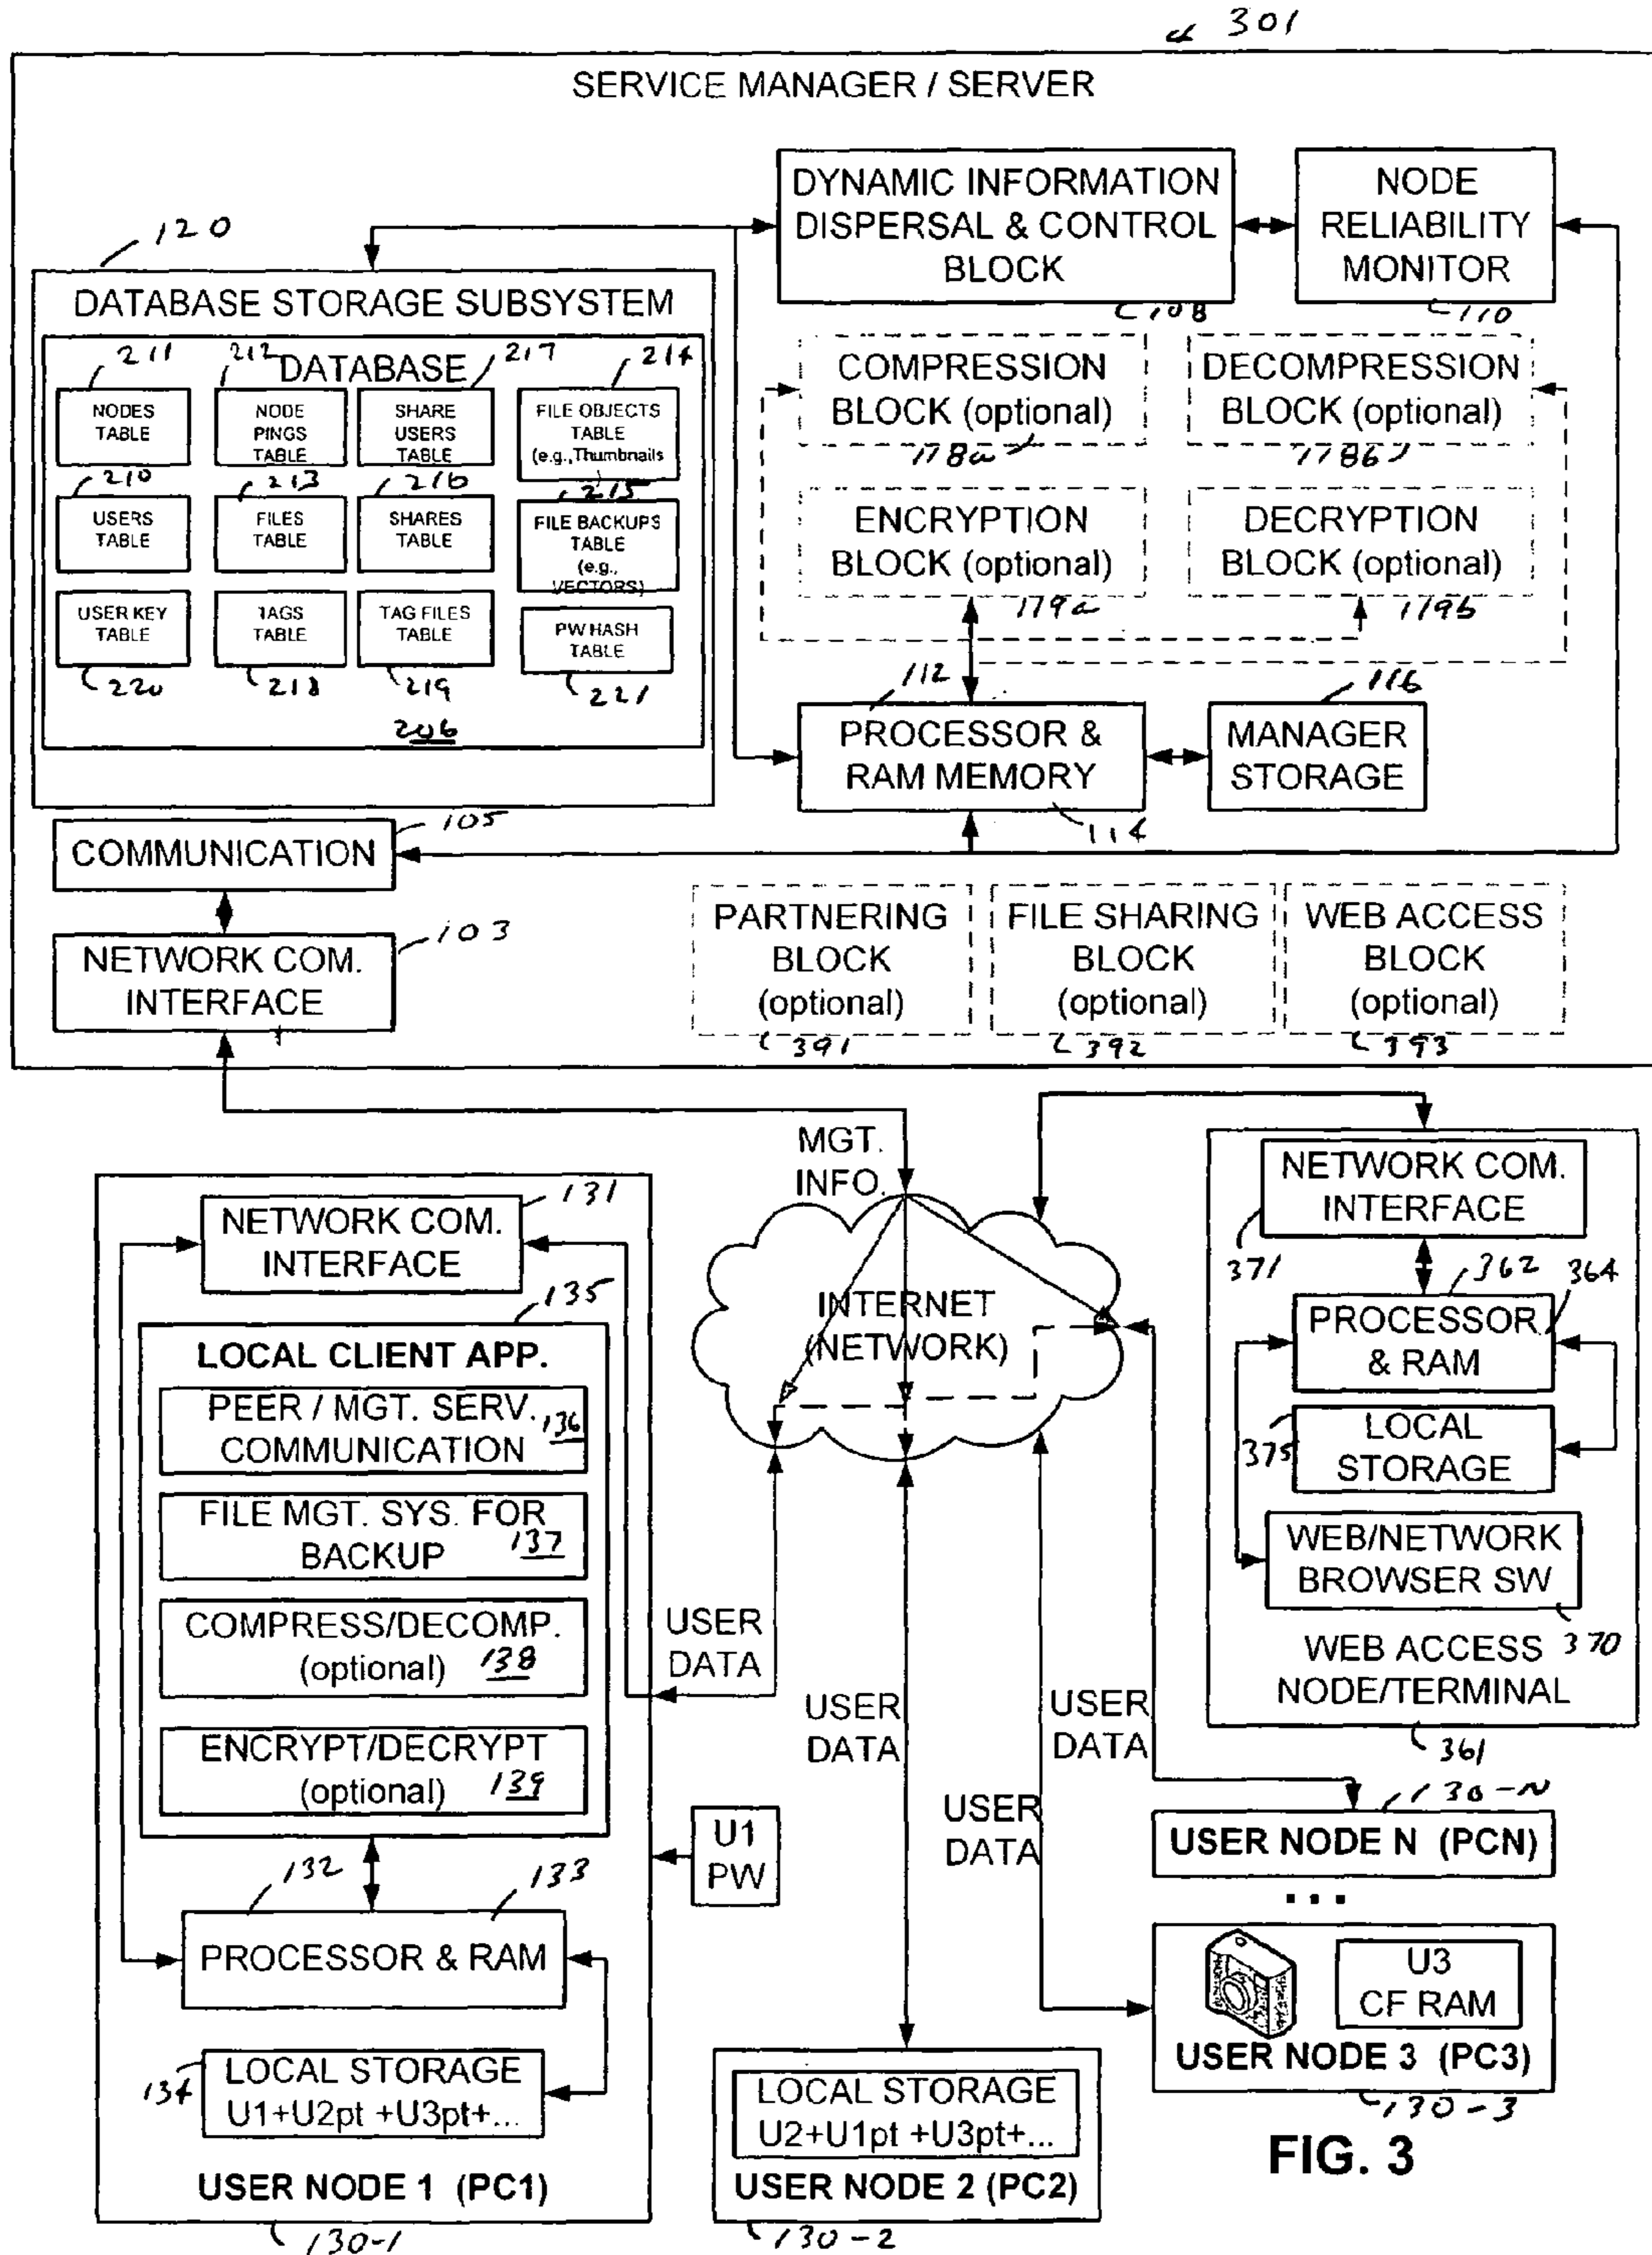 301
SERVICE MANAGER / SERVER
DYNAMIC INFORMATION
DISPERSAL & CONTROL
BLOCK
108
NODE
RELIABILITY
MONITOR
110
120
DATABASE STORAGE SUBSYSTEM
DATABASE
211
NODES
TABLE
212
NODE
PINGS
TABLE
217
SHARE
USERS
TABLE
214
FILE OBJECTS
TABLE
(e.g.,Thumbnails
210
USERS
TABLE
213
FILES
TABLE
216
SHARES
TABLE
215
FILE BACKUPS
TABLE
(e.g.,
VECTORS)
USER KEY
TABLE
220
TAGS
TABLE
218
TAG FILES
TABLE
219
PW HASH
TABLE
221
206
COMPRESSION
BLOCK (optional)
178a
DECOMPRESSION
BLOCK (optional)
178b
ENCRYPTION
BLOCK (optional)
179a
DECRYPTION
BLOCK (optional)
179b
112
PROCESSOR &
RAM MEMORY
114
116
MANAGER
STORAGE
105
COMMUNICATION
103
NETWORK COM.
INTERFACE
PARTNERING
BLOCK
(optional)
391
FILE SHARING
BLOCK
(optional)
392
WEB ACCESS
BLOCK
(optional)
393
MGT.
INFO.
INTERNET
(NETWORK)
131
NETWORK COM.
INTERFACE
135
LOCAL CLIENT APP.
PEER / MGT. SERV.
COMMUNICATION
136
FILE MGT. SYS. FOR
BACKUP 137
COMPRESS/DECOMP.
(optional) 138
ENCRYPT/DECRYPT
(optional) 139
132
133
PROCESSOR & RAM
134
LOCAL STORAGE
U1+U2pt +U3pt+...
USER NODE 1 (PC1)
130-1
U1
PW
USER
DATA
USER
DATA
USER
DATA
USER
DATA
NETWORK COM.
INTERFACE
371
362
364
PROCESSOR
& RAM
375
LOCAL
STORAGE
WEB/NETWORK
BROWSER SW
370
WEB ACCESS
NODE/TERMINAL
361
130-N
USER NODE N (PCN)
...
U3
CF RAM
USER NODE 3 (PC3)
130-3
LOCAL STORAGE
U2+U1pt +U3pt+...
USER NODE 2 (PC2)
130-2
FIG. 3